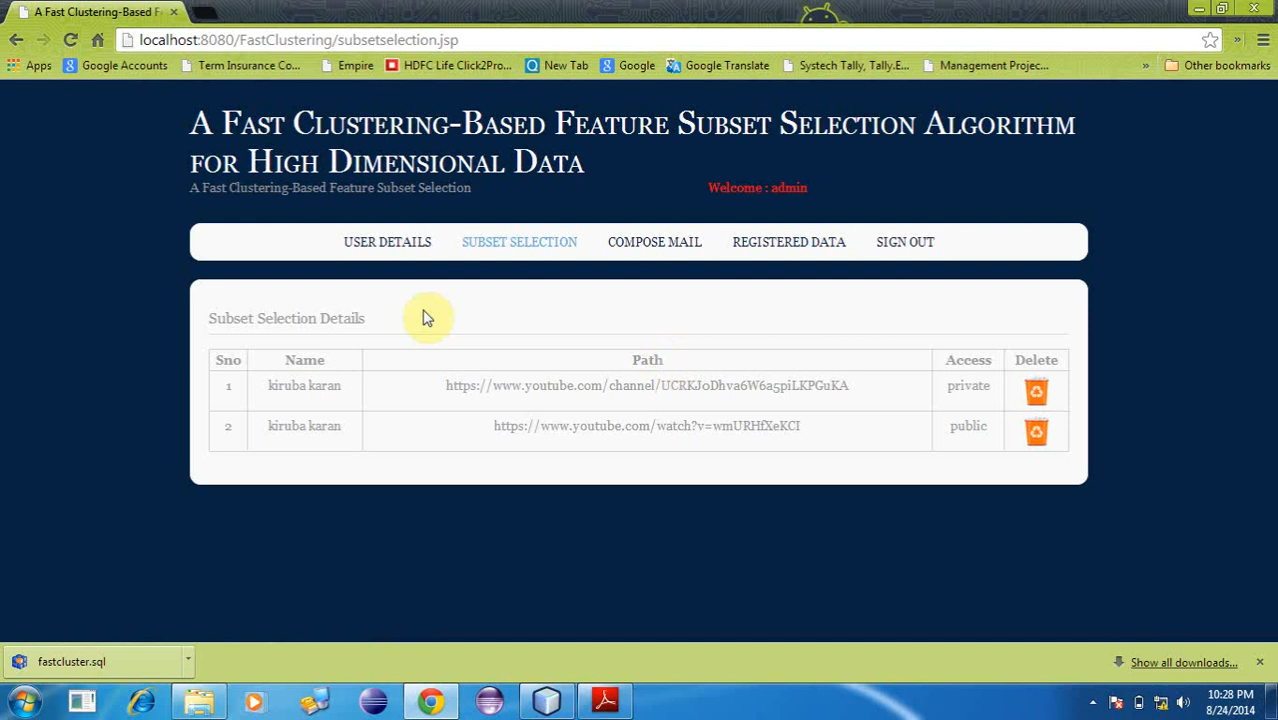 A Fast Clustering-Based F
localhost:8080/FastClustering/subsetselection.jsp
Apps Google Accounts Term Insurance Co... Empire HDFC Life Click2Pro... New Tab Google Google Translate Systech Tally, Tally.E... Management Projec... » Other bookmarks
A Fast Clustering-Based Feature Subset Selection Algorithm
for High Dimensional Data
A Fast Clustering-Based Feature Subset Selection Welcome : admin
USER DETAILS SUBSET SELECTION COMPOSE MAIL REGISTERED DATA SIGN OUT
Subset Selection Details
Sno Name Path Access Delete
1 kiruba karan https://www.youtube.com/channel/UCRKJoDhva6W6a5piLKPGuKA private
2 kiruba karan https://www.youtube.com/watch?v=wmURHfXeKCI public
fastcluster.sql Show all downloads...
10:28 PM
8/24/2014